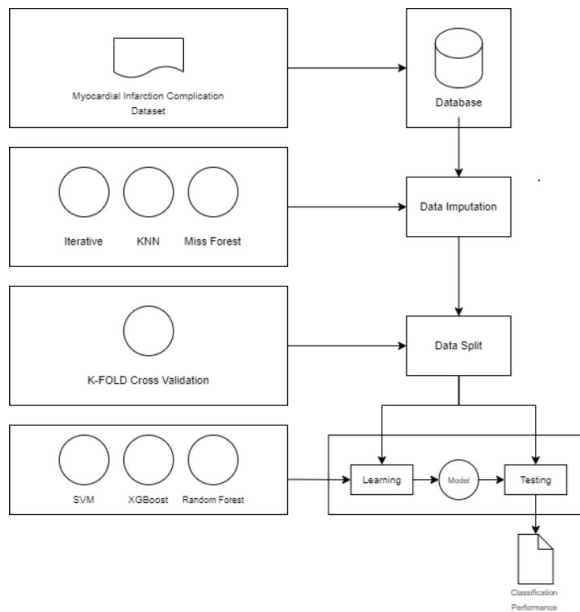 Myocardial Infarction Complication
Dataset
Database
Iterative
KNN
Miss Forest
Data Imputation
K-FOLD Cross Validation
Data Split
SVM
XGBoost
Random Forest
Learning
Model
Testing
Classification
Performance